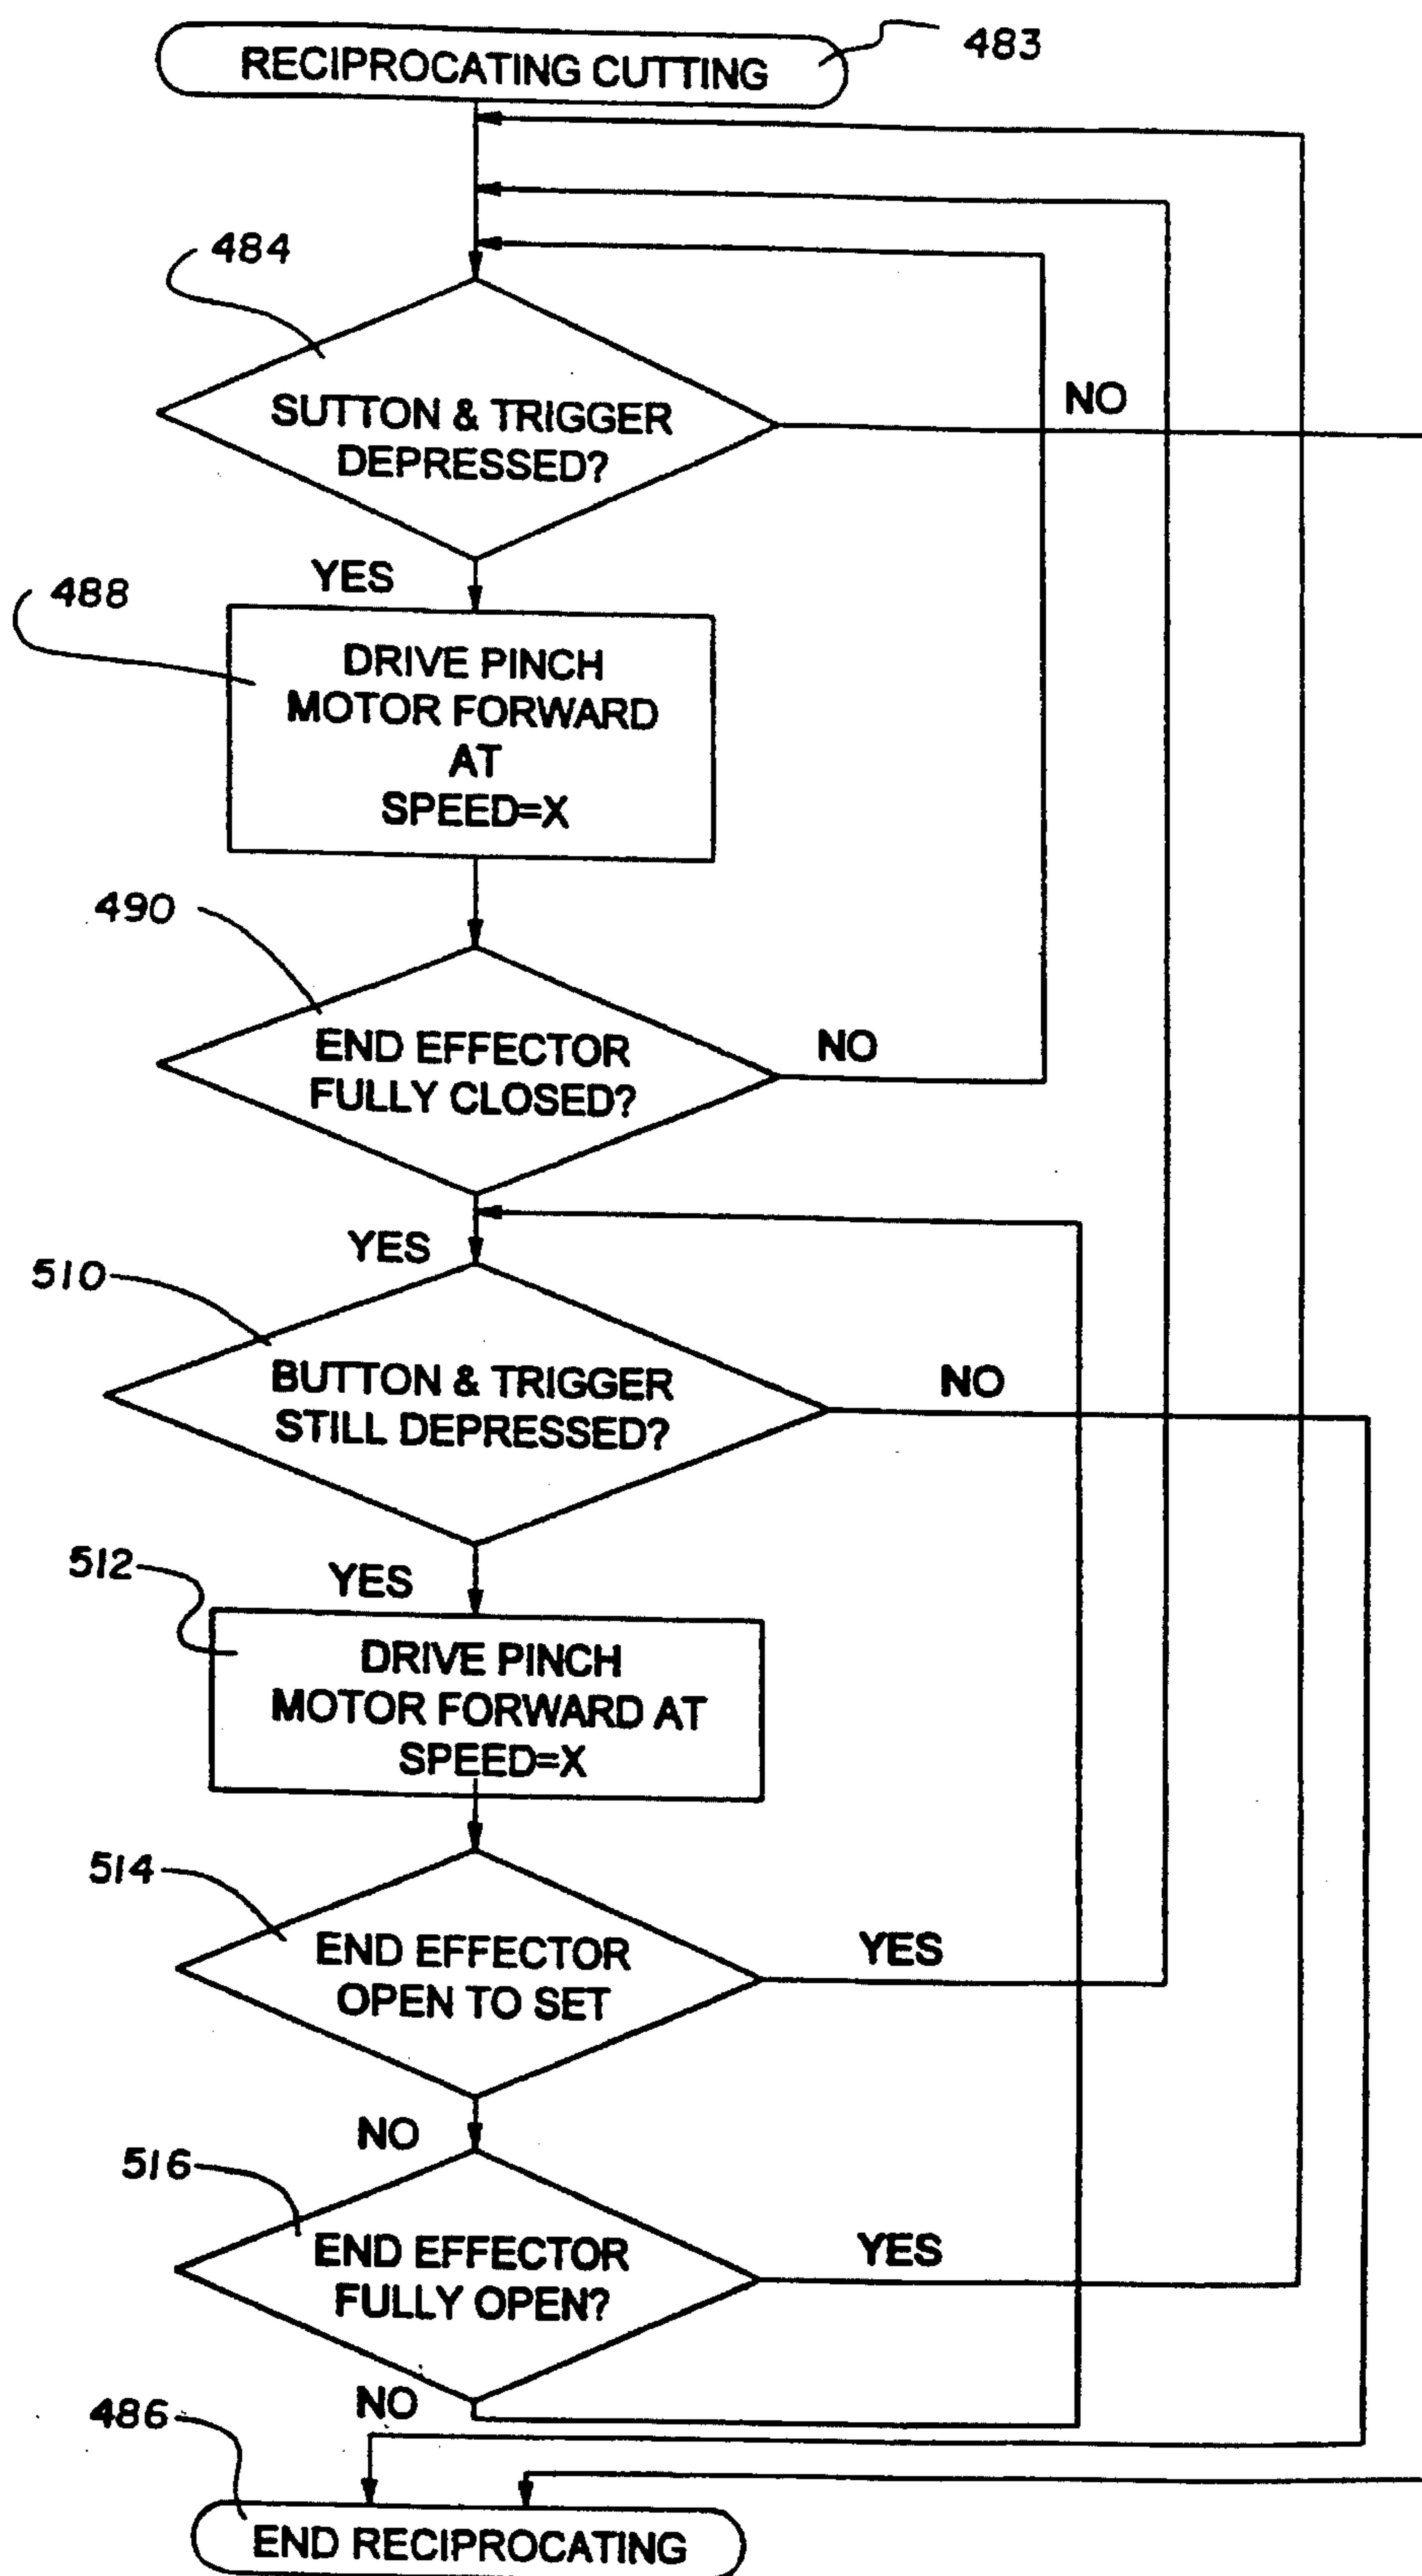 RECIPROCATING CUTTING
483
484
SUTTON & TRIGGER
DEPRESSED?
NO
YES
488
DRIVE PINCH
MOTOR FORWARD
AT
SPEED=X
490
END EFFECTOR
FULLY CLOSED?
NO
YES
510
BUTTON & TRIGGER
STILL DEPRESSED?
NO
YES
512
DRIVE PINCH
MOTOR FORWARD AT
SPEED=X
514
END EFFECTOR
OPEN TO SET
YES
NO
516
END EFFECTOR
FULLY OPEN?
YES
NO
486
END RECIPROCATING